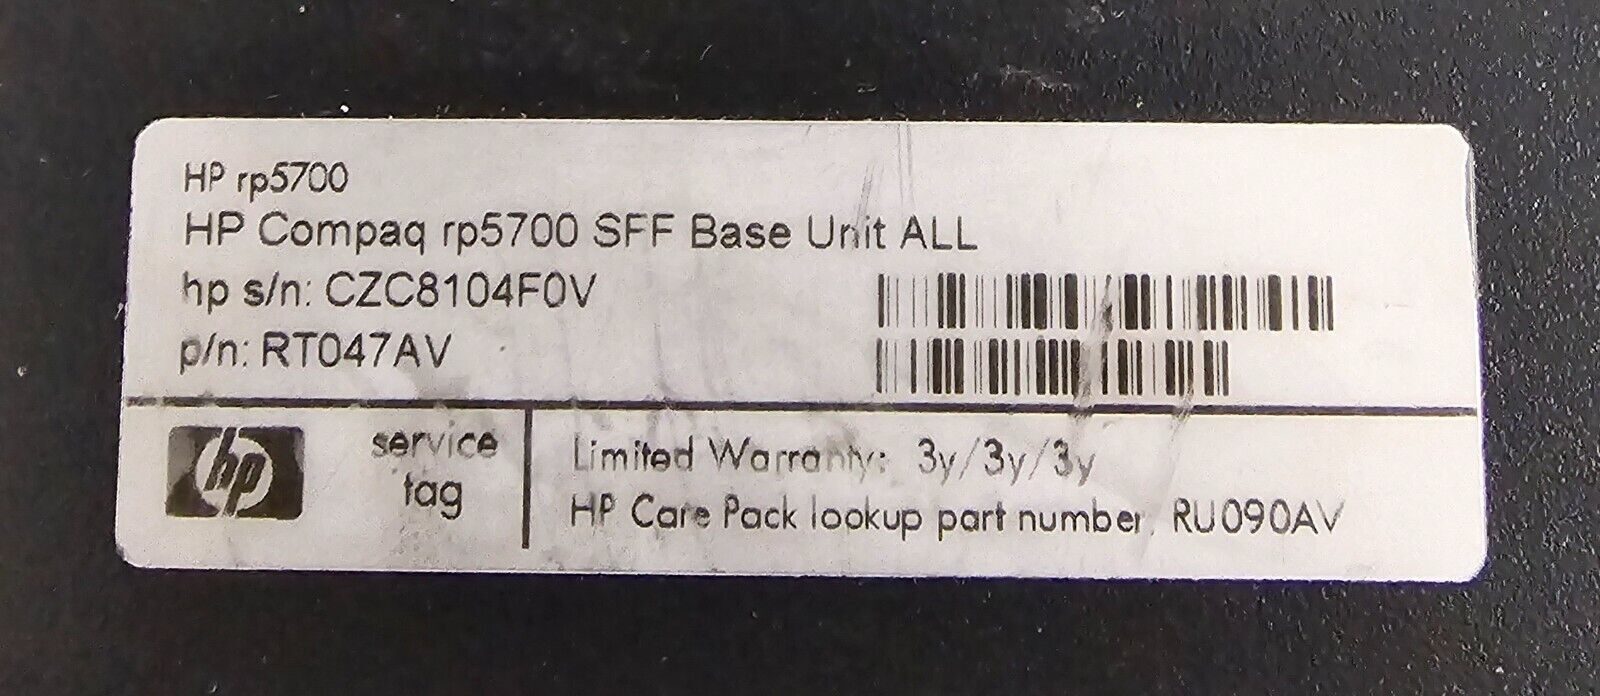 HP rp5700
HP Compaq rp5700 SFF Base Unit ALL
hp s/n: CZC8104F0V
p/n: RT047AV
hp
service
tag
Limited Warranty: 3y/3y/3y
HP Care Pack lookup part number RU090AV